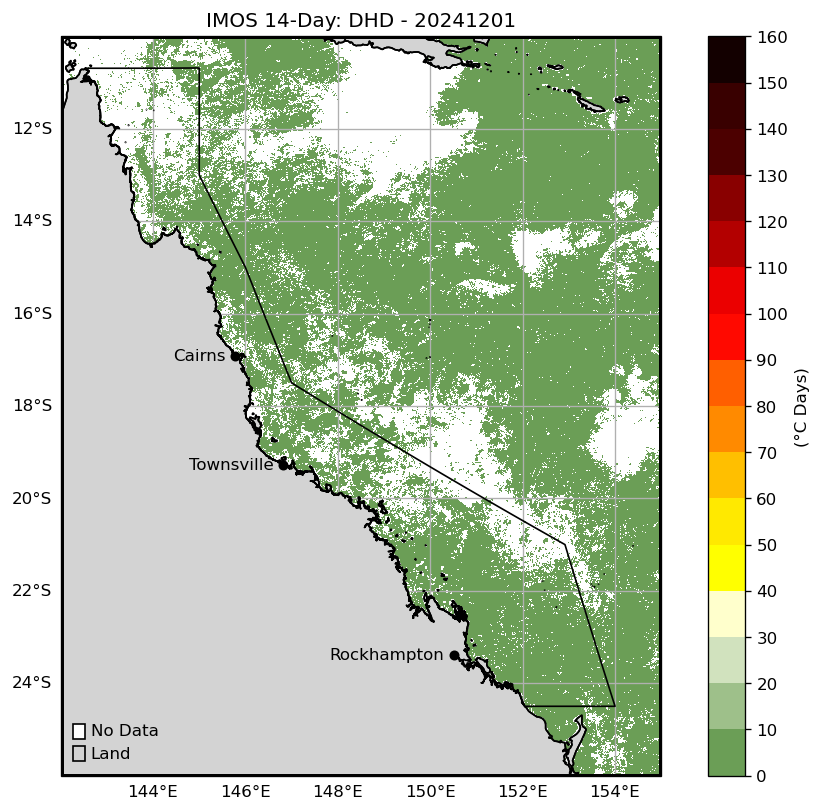 IMOS 14-Day: DHD - 20241201
12°S
14°S
16°S
18°S
20°S
22°S
24°S
Cairns
Townsville
Rockhampton
No Data
Land
144°E 146°E 148°E 150°E 152°E 154°E
160
150
140
130
120
110
100
90
80
70
60
50
40
30
20
10
0
(°C Days)